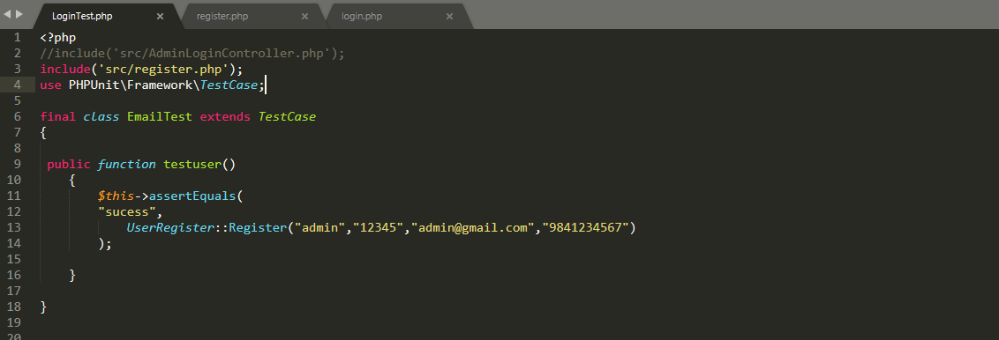 LoginTest.php × register.php × login.php ×
1 <?php
2 //include('src/AdminLoginController.php');
3 include('src/register.php');
4 use PHPUnit\Framework\TestCase;
5
6 final class EmailTest extends TestCase
7 {
8
9 public function testuser()
10 {
11 $this->assertEquals(
12 "sucess",
13 UserRegister::Register("admin","12345","admin@gmail.com","9841234567")
14 );
15
16 }
17
18 }
19
20